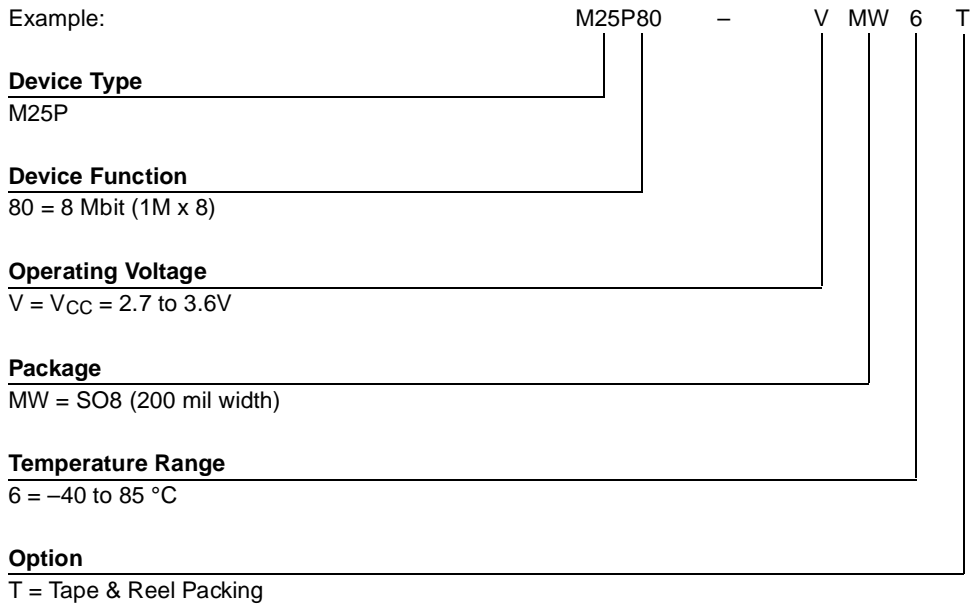 Example: M25P80 – V MW 6 T
Device Type
M25P
Device Function
80 = 8 Mbit (1M x 8)
Operating Voltage
V = VCC = 2.7 to 3.6V
Package
MW = SO8 (200 mil width)
Temperature Range
6 = –40 to 85 °C
Option
T = Tape & Reel Packing